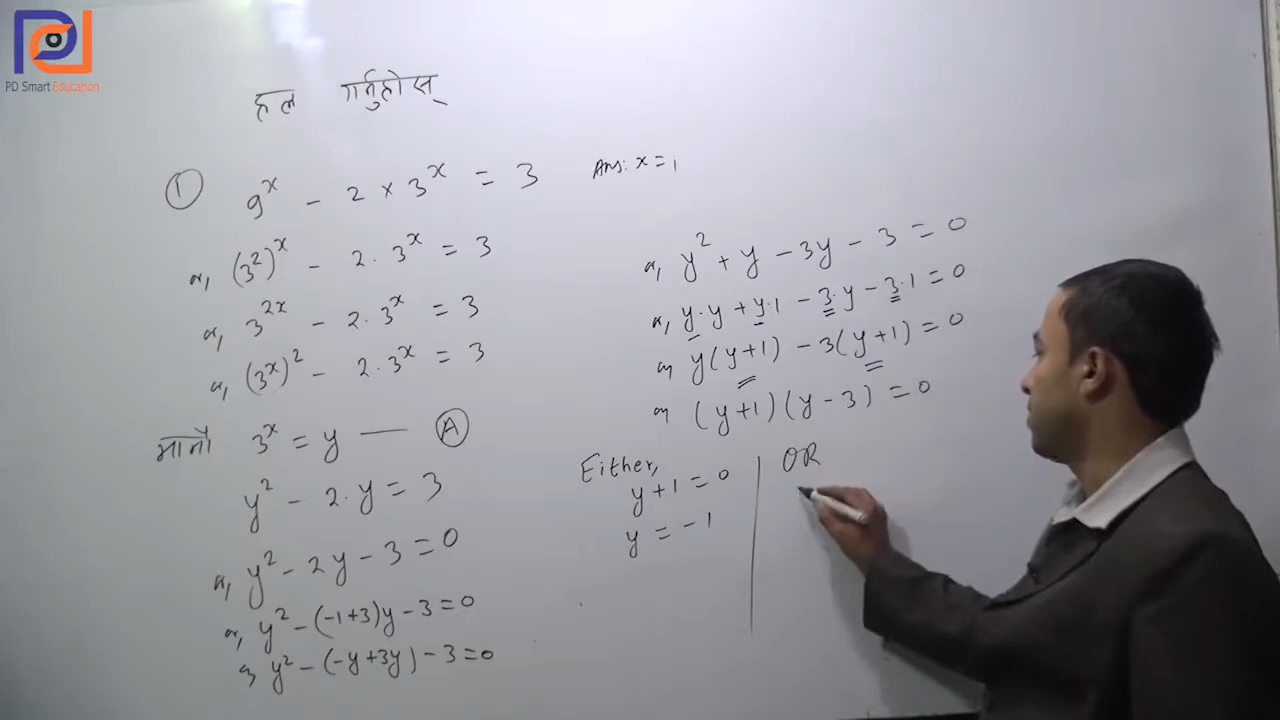 PD Smart Education
हल गर्नुहोस्
① 9^x - 2 × 3^x = 3 Ans: x = 1
or, (3^2)^x - 2 · 3^x = 3
or, 3^{2x} - 2 · 3^x = 3
or, (3^x)^2 - 2 · 3^x = 3
मानौ 3^x = y — Ⓐ
y^2 - 2 · y = 3
or, y^2 - 2y - 3 = 0
or, y^2 - (-1+3)y - 3 = 0
or, y^2 - (-y+3y) - 3 = 0
or, y^2 + y - 3y - 3 = 0
or, y · y + y · 1 - 3 · y - 3 · 1 = 0
or, y(y+1) - 3(y+1) = 0
or, (y+1)(y-3) = 0
Either,
y + 1 = 0
y = -1
OR